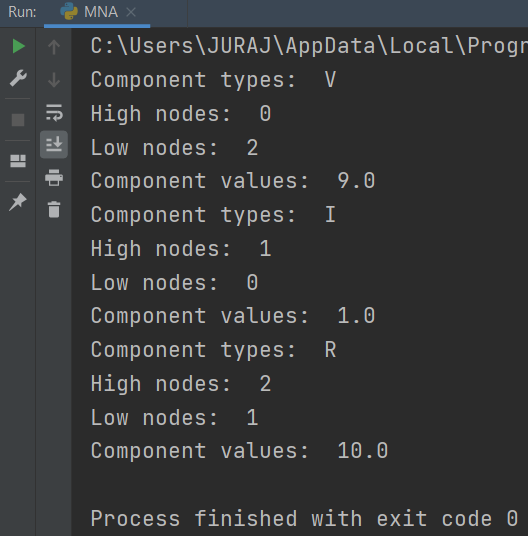 Run: MNA
C:\Users\JURAJ\AppData\Local\Progr
Component types:  V
High nodes:  0
Low nodes:  2
Component values:  9.0
Component types:  I
High nodes:  1
Low nodes:  0
Component values:  1.0
Component types:  R
High nodes:  2
Low nodes:  1
Component values:  10.0
Process finished with exit code 0